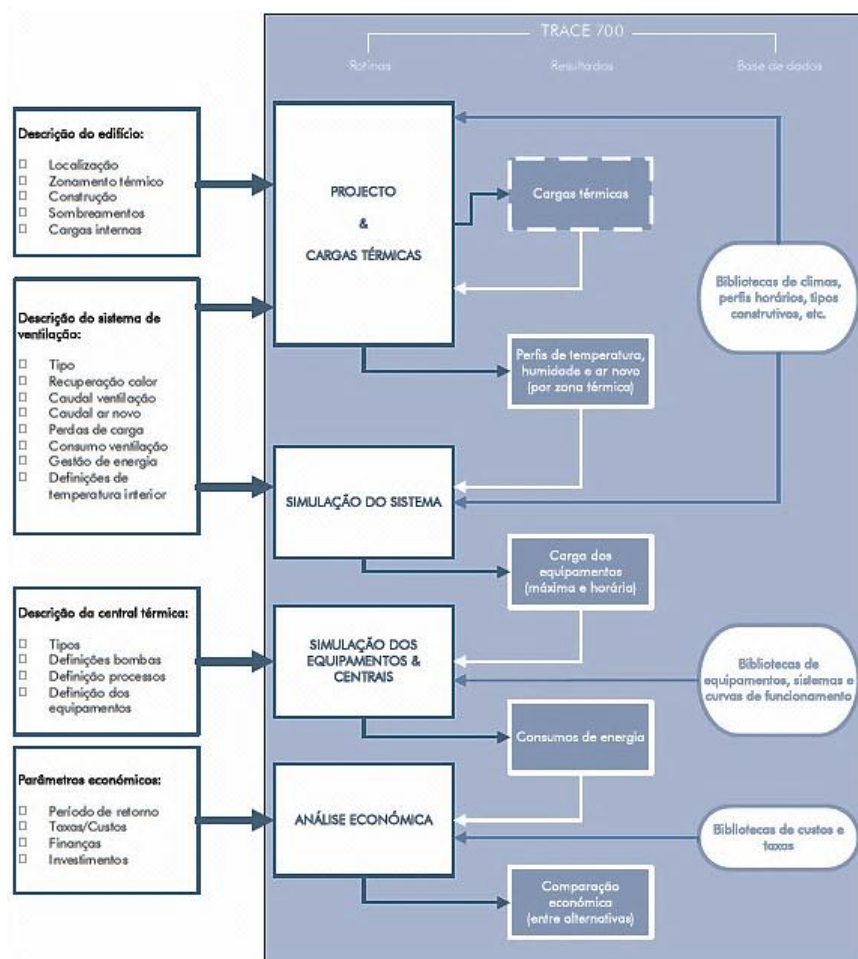 TRACE 700
Rotinas
Resultados
Base de dados
Descrição do edifício:
Localização
Zonamento térmico
Construção
Sombreamentos
Cargas internas
Descrição do sistema de
ventilação:
Tipo
Recuperação calor
Caudal ventilação
Caudal ar novo
Perdas de carga
Consumo ventilação
Gestão de energia
Definições de
temperatura interior
Descrição da central térmica:
Tipos
Definições bombas
Definição processos
Definição dos
equipamentos
Parâmetros económicos:
Período de retorno
Taxas/Custos
Finanças
Investimentos
PROJECTO
&
CARGAS TÉRMICAS
SIMULAÇÃO DO SISTEMA
SIMULAÇÃO DOS
EQUIPAMENTOS &
CENTRAIS
ANÁLISE ECONÓMICA
Cargas térmicas
Perfis de temperatura,
humidade e ar novo
(por zona térmica)
Carga dos
equipamentos
(máxima e horário)
Consumos de energia
Comparação
económica
(entre alternativas)
Bibliotecas de climas,
perfis horários, tipos
construtivos, etc.
Bibliotecas de
equipamentos, sistemas e
curvas de funcionamento
Bibliotecas de custos e
taxas